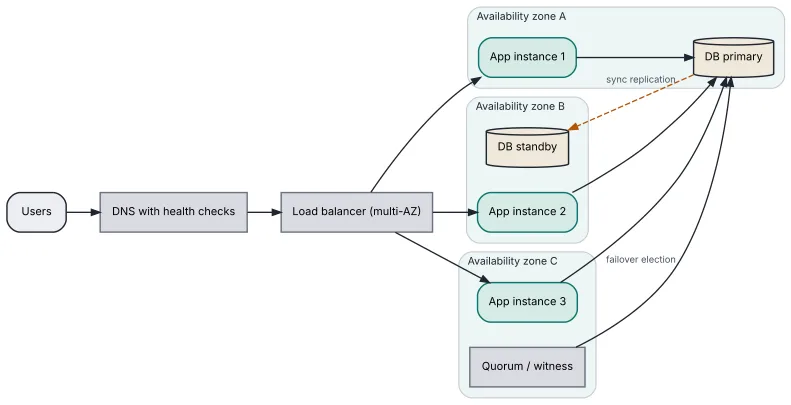 Availability zone A
App instance 1
DB primary
sync replication
Availability zone B
DB standby
Users
DNS with health checks
Load balancer (multi-AZ)
App instance 2
Availability zone C
failover election
App instance 3
Quorum / witness